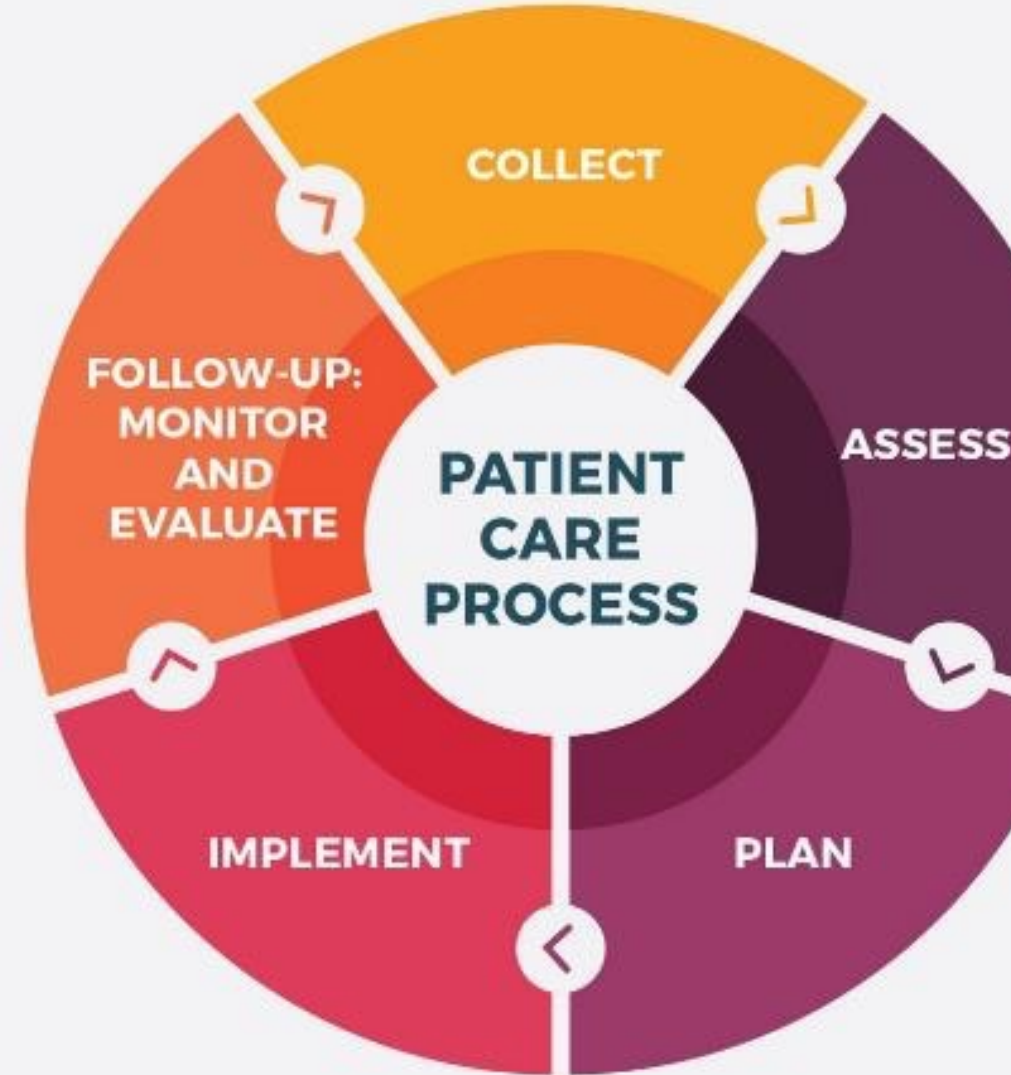 COLLECT
ASSESS
PLAN
IMPLEMENT
FOLLOW-UP:
MONITOR
AND
EVALUATE
PATIENT
CARE
PROCESS